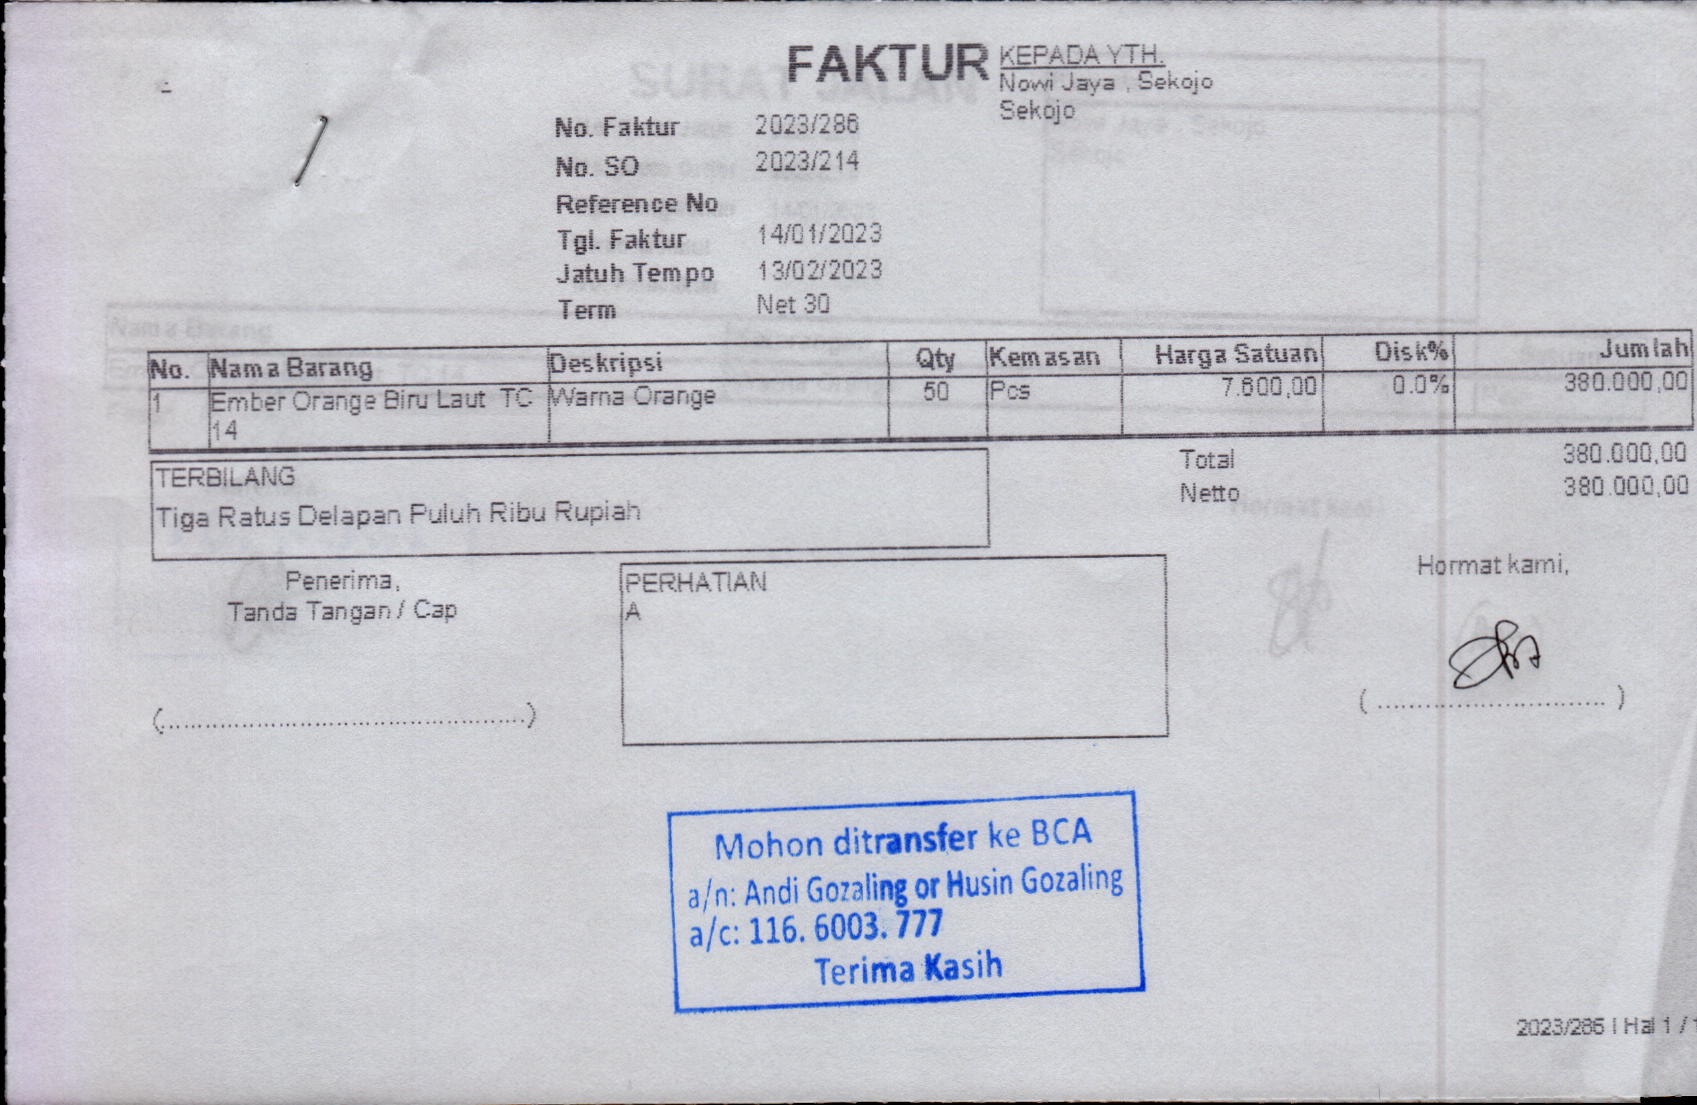 FAKTUR
KEPADA YTH.
Nowi Jaya , Sekojo
Sekojo
No. Faktur 2023/286
No. SO 2023/214
Reference No
Tgl. Faktur 14/01/2023
Jatuh Tempo 13/02/2023
Term Net 30
No. Nama Barang Deskripsi Qty Kemasan Harga Satuan Disk% Jumlah
1 Ember Orange Biru Laut TC Warna Orange 50 Pcs 7.600,00 0.0% 380.000,00
14
Total 380.000,00
Netto 380.000,00
TERBILANG
Tiga Ratus Delapan Puluh Ribu Rupiah
Penerima,
Tanda Tangan / Cap
(................................................)
PERHATIAN
A
Hormat kami,
(..............................)
Mohon ditransfer ke BCA
a/n: Andi Gozaling or Husin Gozaling
a/c: 116. 6003. 777
Terima Kasih
2023/286 | Hal 1 / 1